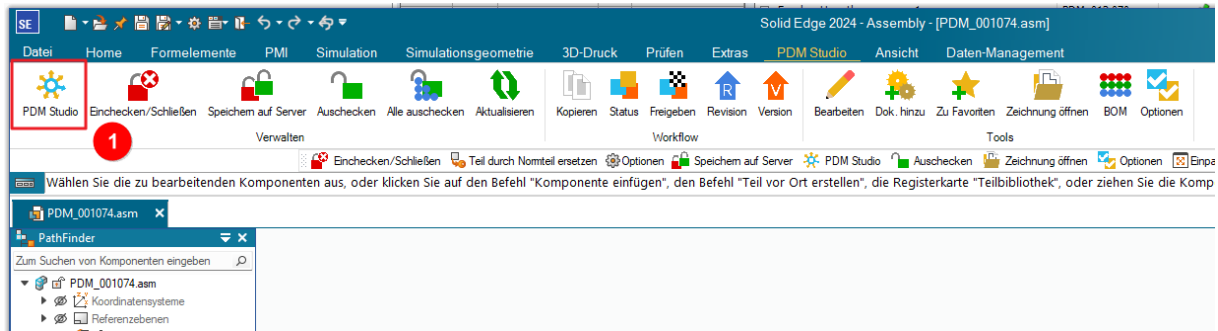 SE Solid Edge 2024 - Assembly - [PDM_001074.asm]
Datei Home Formelemente PMI Simulation Simulationsgeometrie 3D-Druck Prüfen Extras PDM Studio Ansicht Daten-Management
PDM Studio Einchecken/Schließen Speichern auf Server Auschecken Alle auschecken Aktualisieren Kopieren Status Freigeben Revision Version Bearbeiten Dok. hinzu Zu Favoriten Zeichnung öffnen BOM Optionen
1
Verwalten Workflow Tools
Einchecken/Schließen Teil durch Normteil ersetzen Optionen Speichern auf Server PDM Studio Auschecken Zeichnung öffnen Optionen Einpa
Wählen Sie die zu bearbeitenden Komponenten aus, oder klicken Sie auf den Befehl "Komponente einfügen", den Befehl "Teil vor Ort erstellen", die Registerkarte "Teilbibliothek", oder ziehen Sie die Komp
PDM_001074.asm
PathFinder
Zum Suchen von Komponenten eingeben
PDM_001074.asm
Koordinatensysteme
Referenzebenen